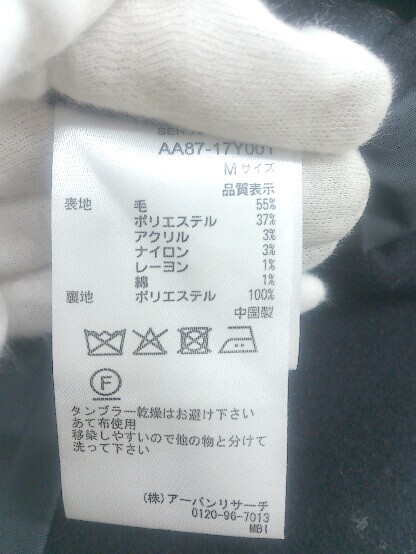 AA87-17Y001
Mサイズ
品質表示
表地 毛 55%
ポリエステル 37%
アクリル 3%
ナイロン 3%
レーヨン 1%
綿 1%
裏地 ポリエステル 100%
中国製
F
タンブラー乾燥はお避け下さい
あて布使用
移染しやすいので他の物と分けて
洗って下さい
(株)アーバンリサーチ
0120-96-7013
MBI